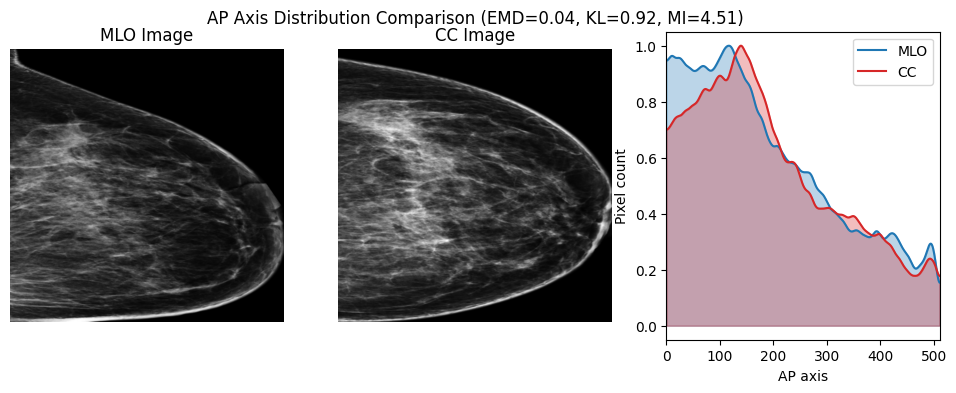 AP Axis Distribution Comparison (EMD=0.04, KL=0.92, MI=4.51)
MLO Image
CC Image
MLO
CC
Pixel count
1.0
0.8
0.6
0.4
0.2
0.0
0 100 200 300 400 500
AP axis